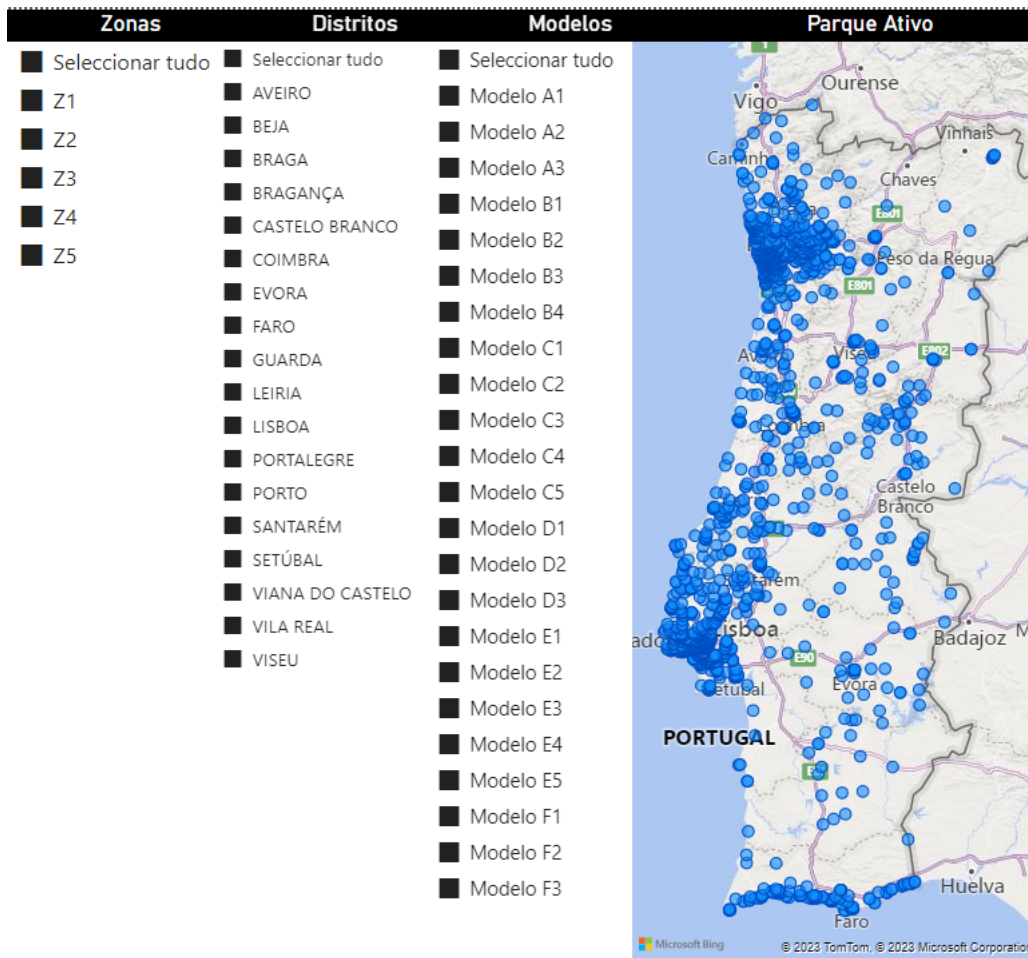 Zonas
Seleccionar tudo
Z1
Z2
Z3
Z4
Z5
Distritos
Seleccionar tudo
AVEIRO
BEJA
BRAGA
BRAGANÇA
CASTELO BRANCO
COIMBRA
EVORA
FARO
GUARDA
LEIRIA
LISBOA
PORTALEGRE
PORTO
SANTARÉM
SETÚBAL
VIANA DO CASTELO
VILA REAL
VISEU
Modelos
Seleccionar tudo
Modelo A1
Modelo A2
Modelo A3
Modelo B1
Modelo B2
Modelo B3
Modelo B4
Modelo C1
Modelo C2
Modelo C3
Modelo C4
Modelo C5
Modelo D1
Modelo D2
Modelo D3
Modelo E1
Modelo E2
Modelo E3
Modelo E4
Modelo E5
Modelo F1
Modelo F2
Modelo F3
Parque Ativo
1
Ourense
Vigo
Vinhais
Caminha
Chaves
E801
Peso da Régua
E801
Viseu
E802
Coimbra
Castelo
Branco
Lisboa
Badajoz
E90
Evora
PORTUGAL
Huelva
Faro
Microsoft Bing
© 2023 TomTom, © 2023 Microsoft Corporation